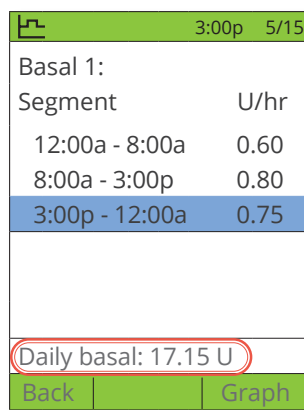 3:00p 5/15
Basal 1:
Segment U/hr
12:00a - 8:00a 0.60
8:00a - 3:00p 0.80
3:00p - 12:00a 0.75
Daily basal: 17.15 U
Back Graph